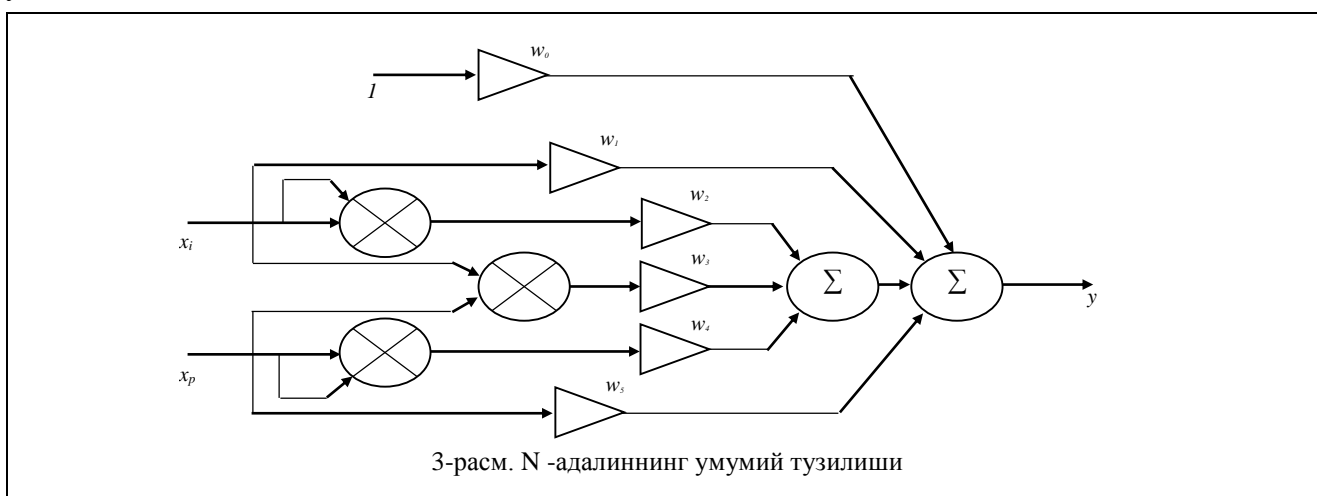 w₀
1
w₁
w₂
xᵢ
w₃
Σ
Σ
y
w₄
xₚ
w₅
3-расм. N -адалиннинг умумий тузилиши